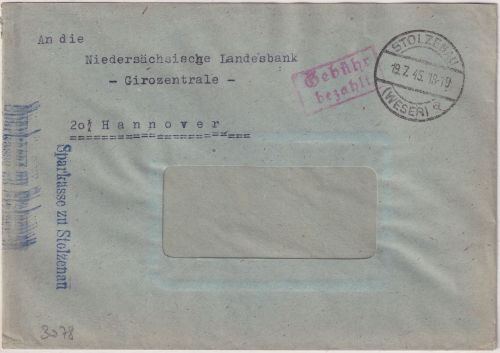 An die
Niedersächsische Landesbank
- Girozentrale -
20 Hannover
Gebühr
bezahlt
STOLZENAU
19.7.45.18-19
(WESER) a
Sparkasse zu Stolzenau
3078